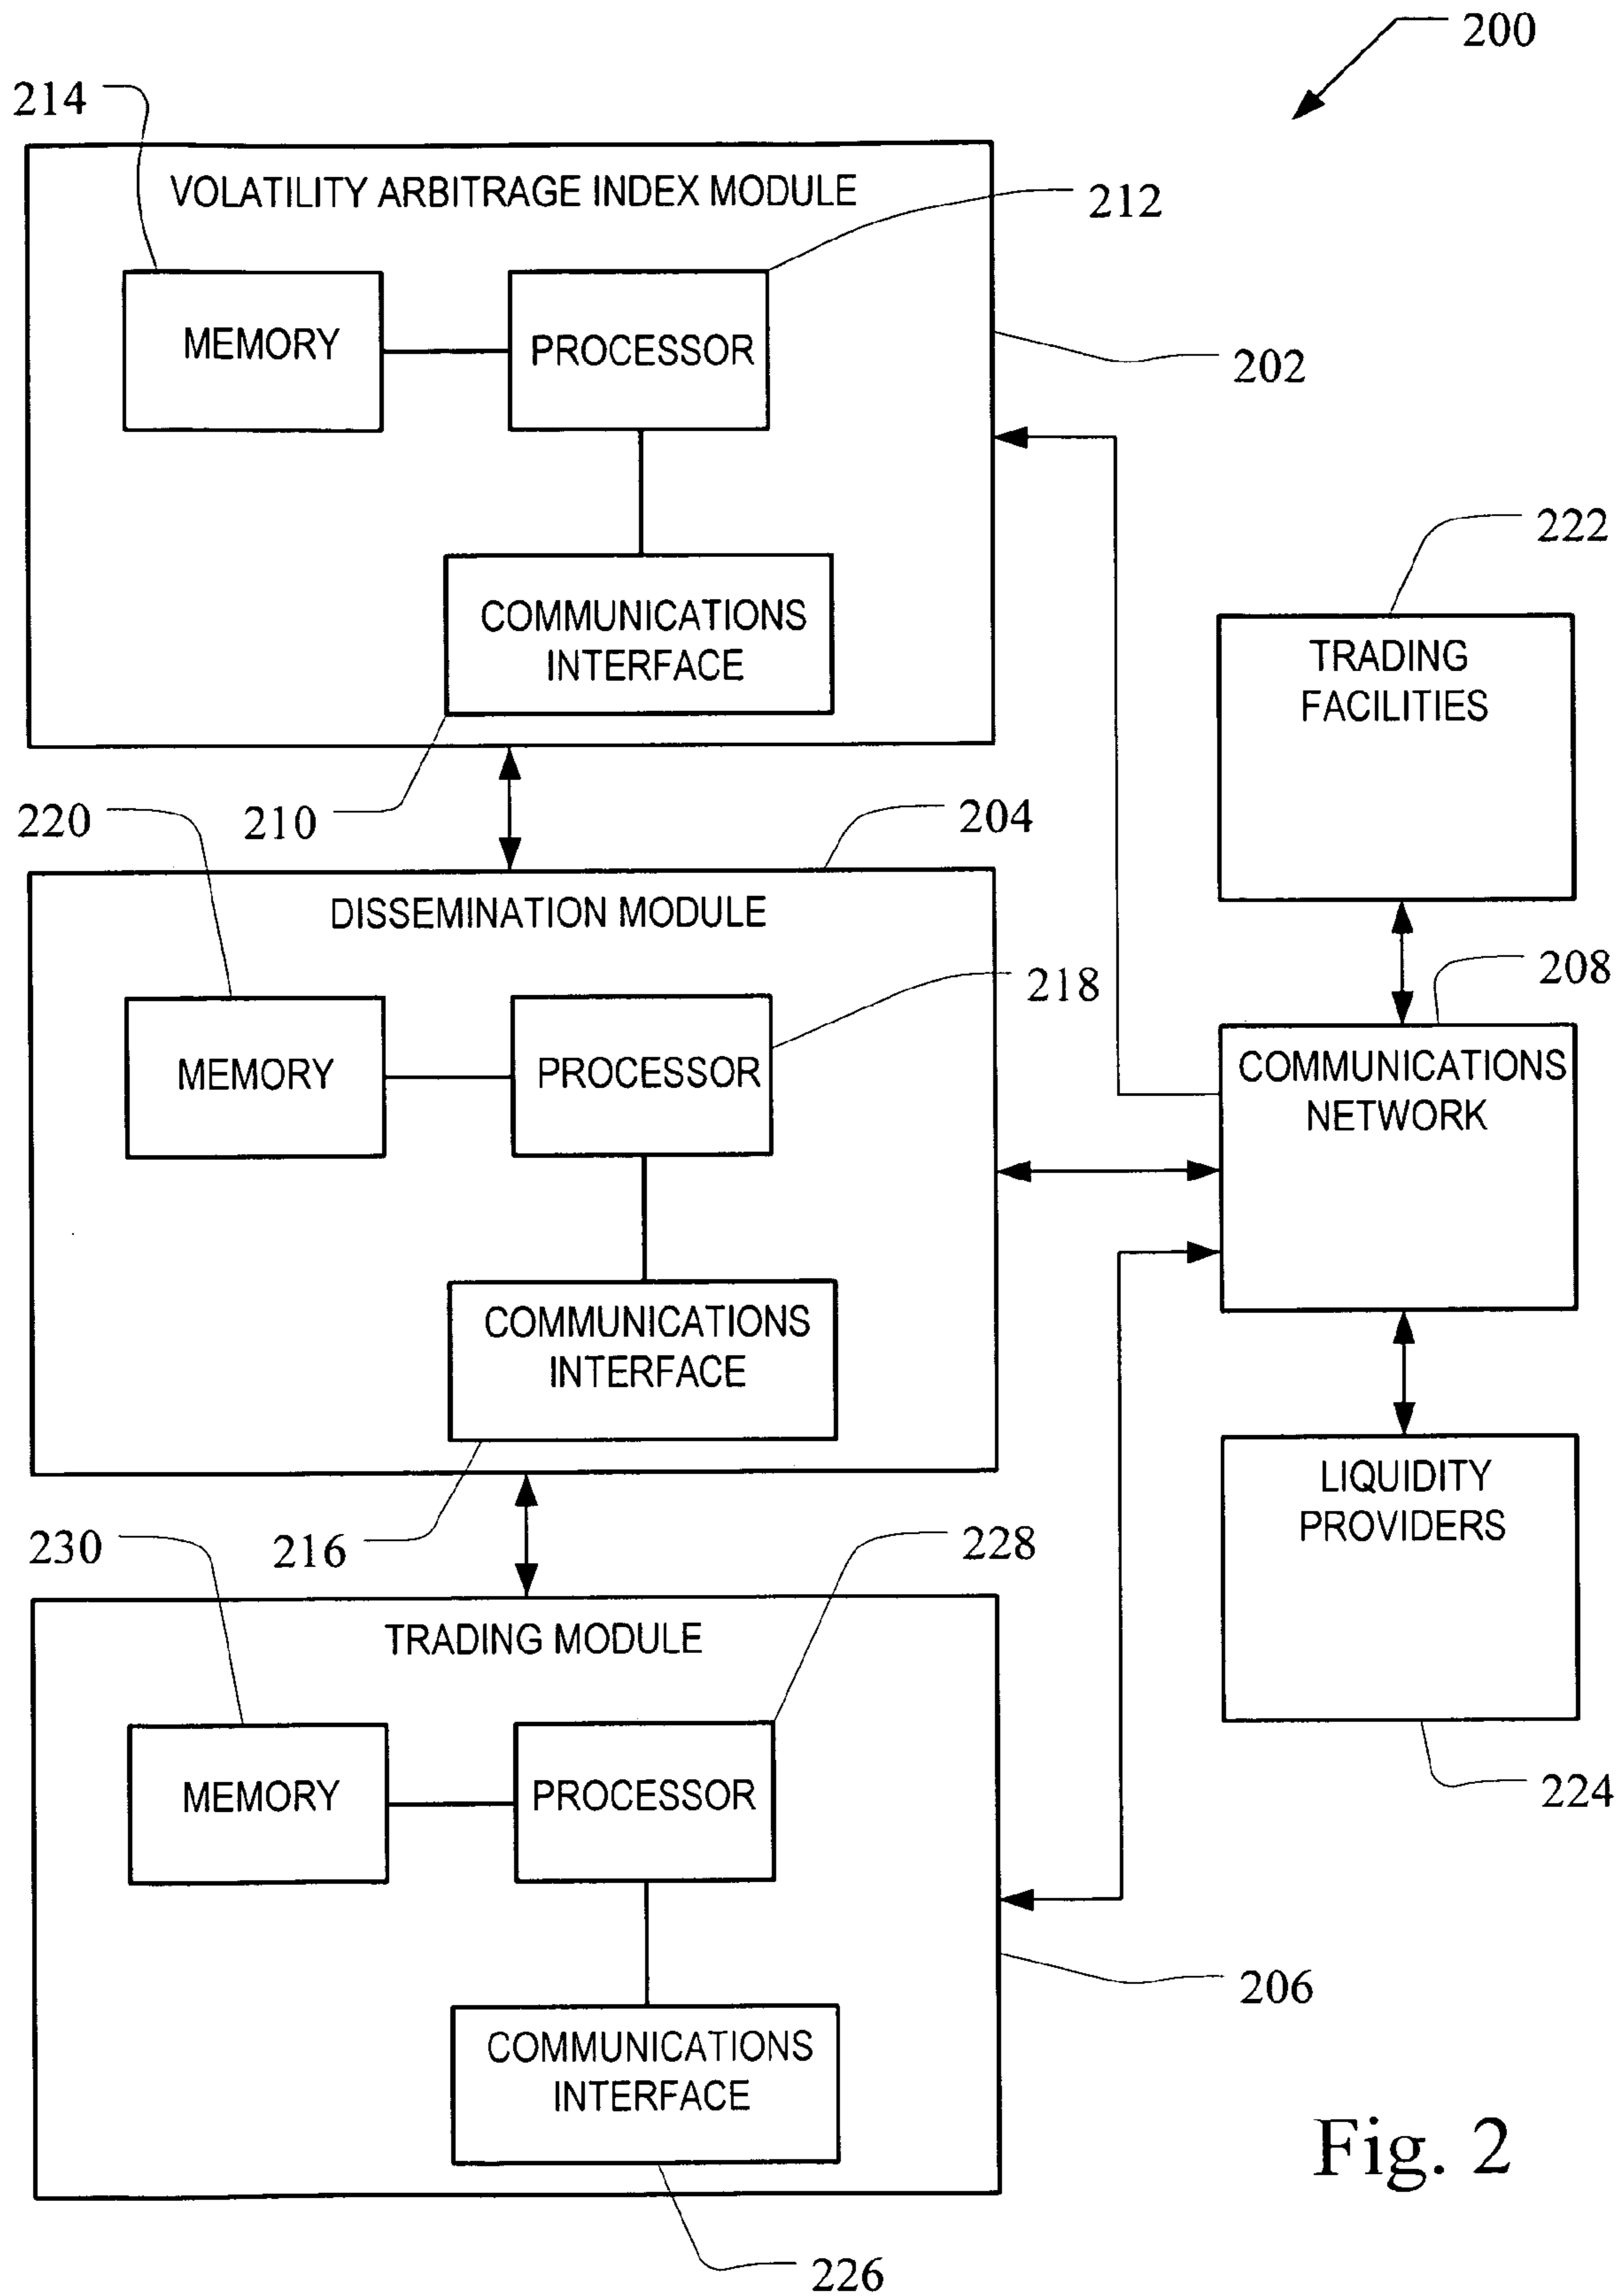 200
214
VOLATILITY ARBITRAGE INDEX MODULE
212
MEMORY
PROCESSOR
202
222
COMMUNICATIONS
INTERFACE
TRADING
FACILITIES
210
220
204
DISSEMINATION MODULE
218
208
MEMORY
PROCESSOR
COMMUNICATIONS
NETWORK
COMMUNICATIONS
INTERFACE
LIQUIDITY
PROVIDERS
216
230
228
TRADING MODULE
224
MEMORY
PROCESSOR
206
COMMUNICATIONS
INTERFACE
Fig. 2
226